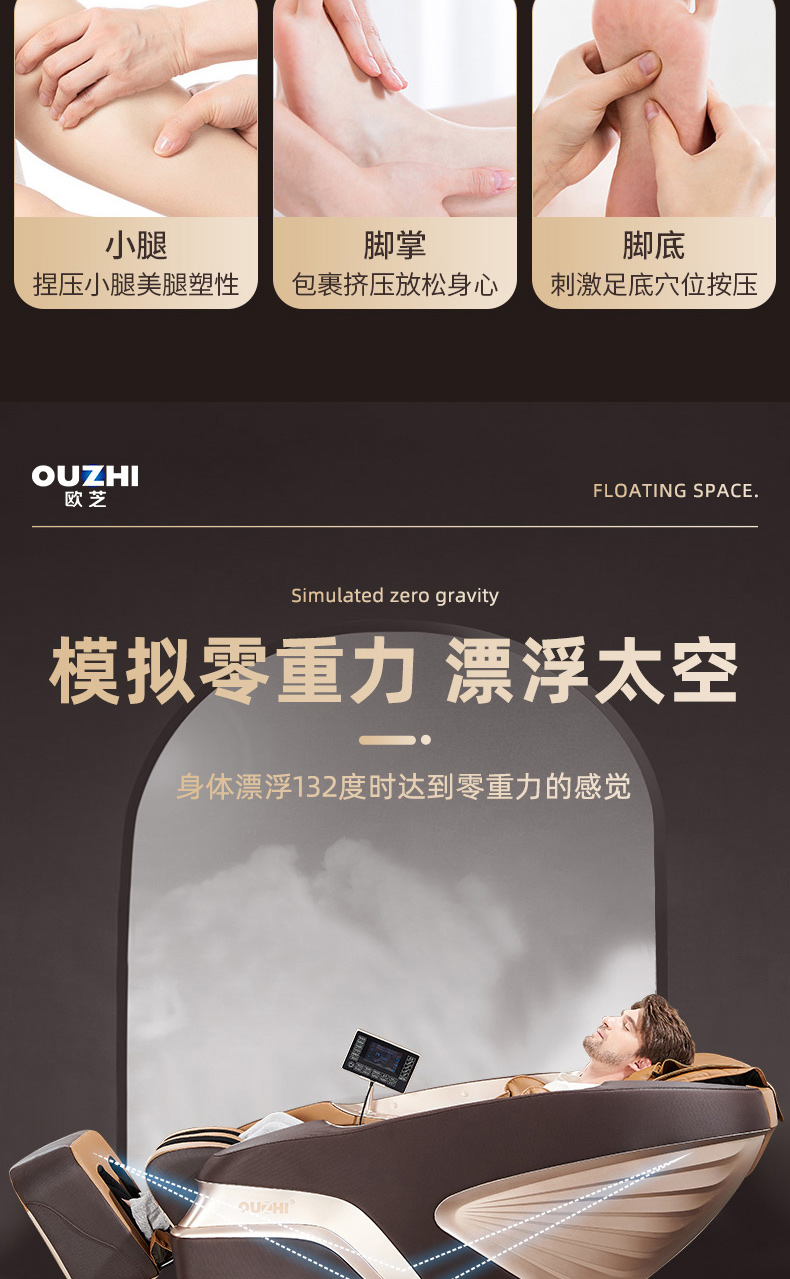 小腿
捏压小腿美腿塑性
脚掌
包裹挤压放松身心
脚底
刺激足底穴位按压
OUZHI
欧芝
FLOATING SPACE.
Simulated zero gravity
模拟零重力 漂浮太空
身体漂浮132度时达到零重力的感觉
OUZHI